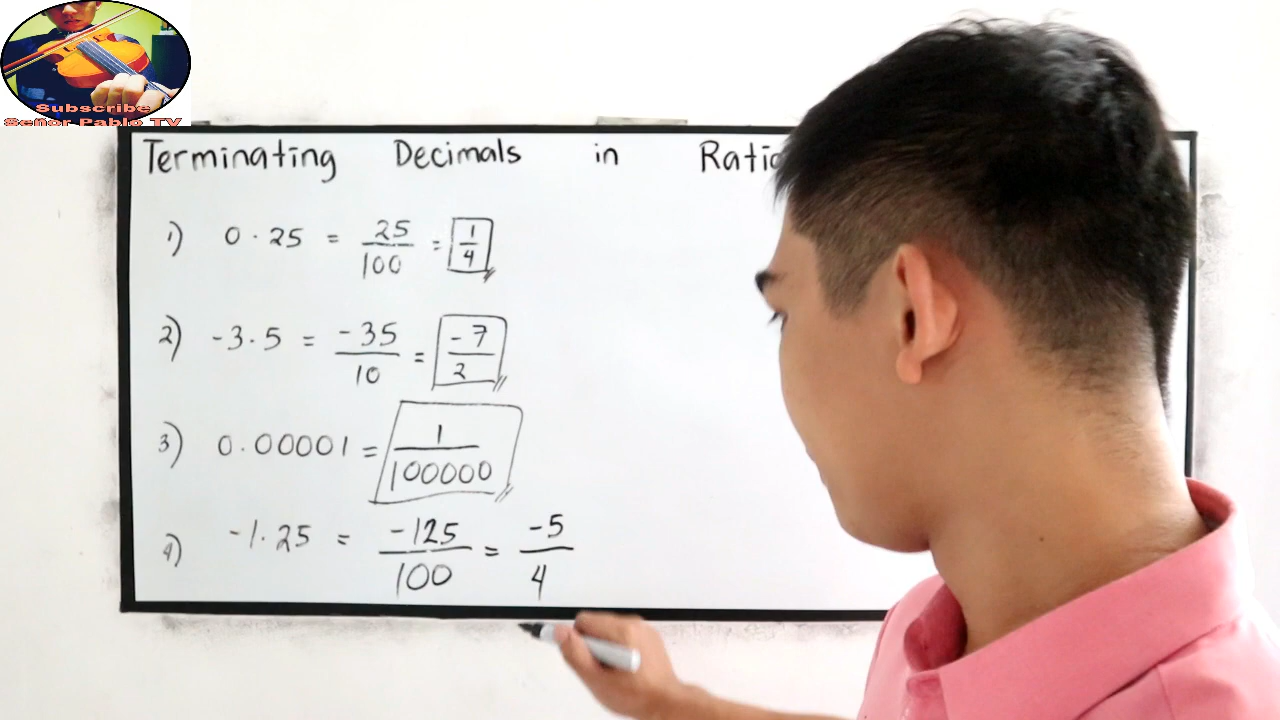 Subscribe
Señor Pablo TV
Terminating Decimals in
1) 0.25 = 25/100 = 1/4
2) -3.5 = -35/10 = -7/2
3) 0.00001 = 1/100000
4) -1.25 = -125/100 = -5/4